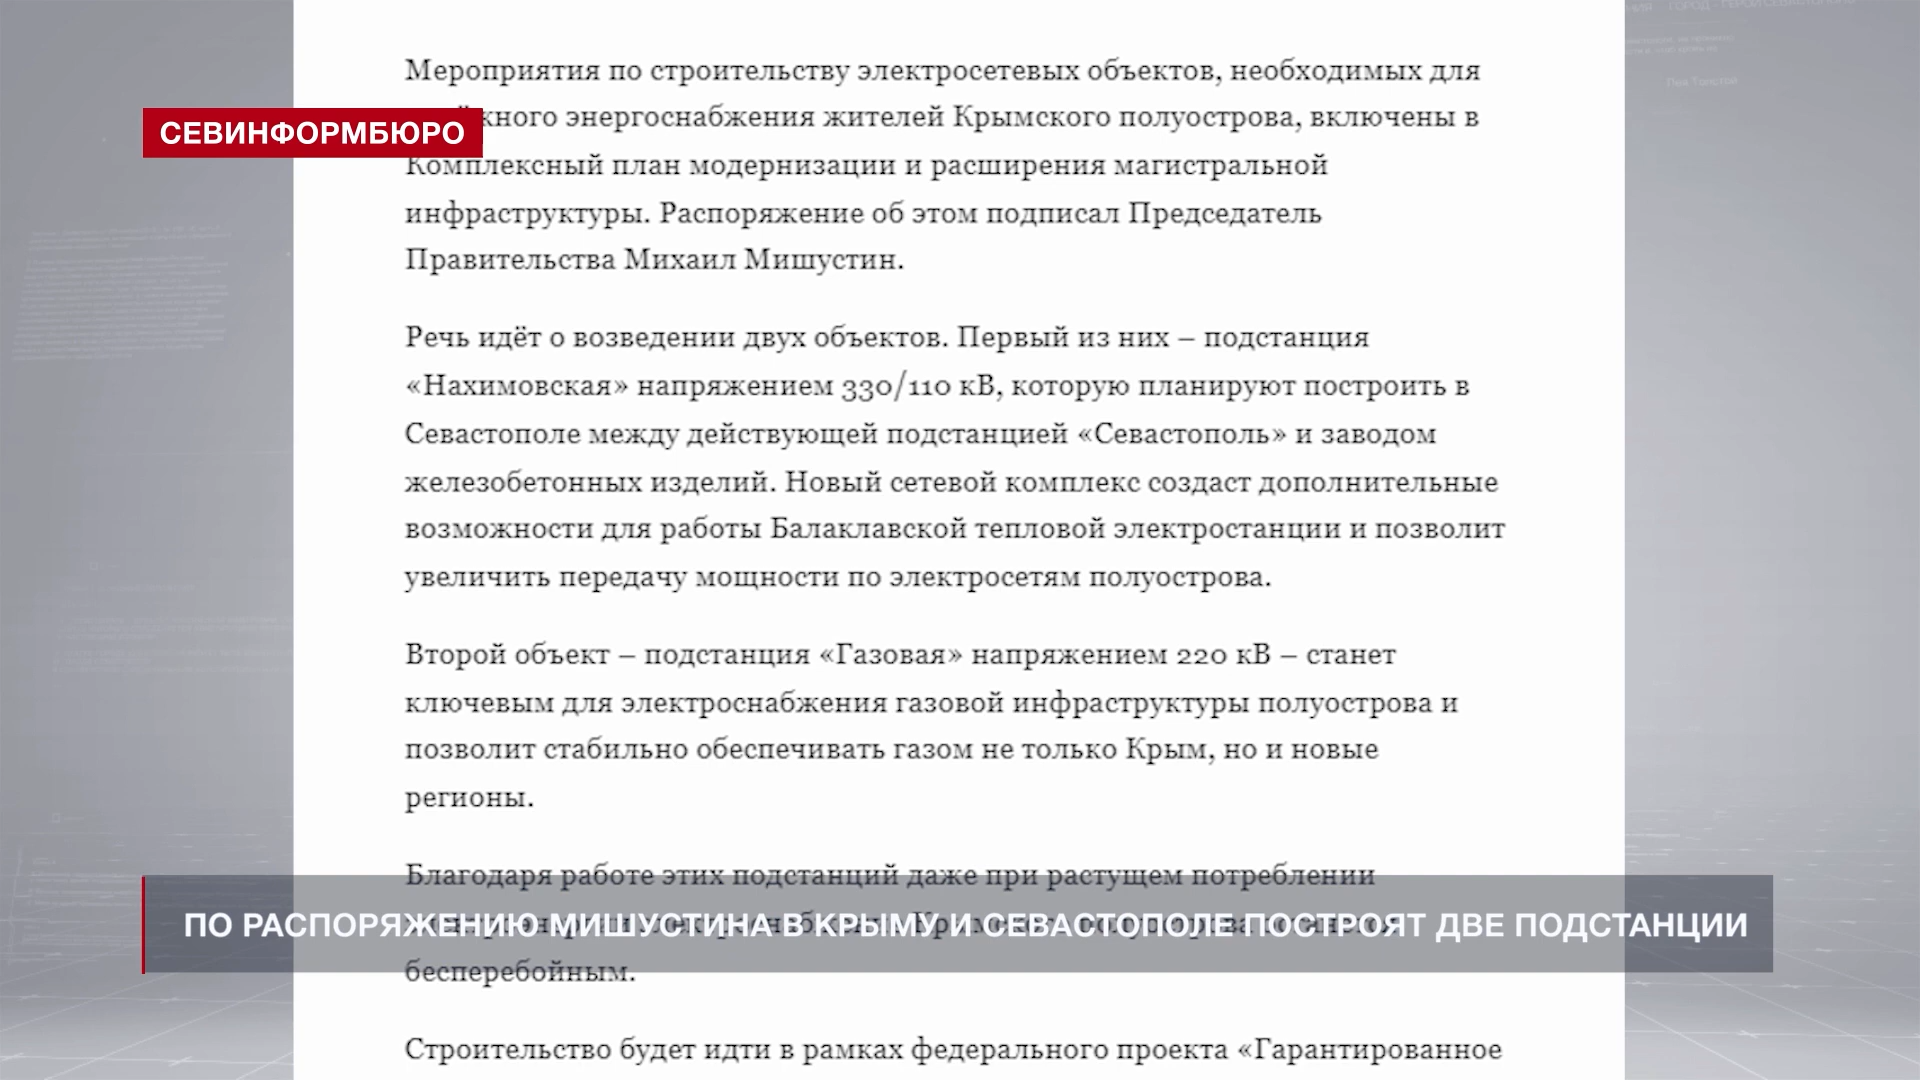 Мероприятия по строительству электросетевых объектов, необходимых для
СЕВИНФОРМБЮРО
энергоснабжения жителей Крымского полуострова, включены в
Комплексный план модернизации и расширения магистральной
инфраструктуры. Распоряжение об этом подписал Председатель
Правительства Михаил Мишустин.
Речь идёт о возведении двух объектов. Первый из них – подстанция
«Нахимовская» напряжением 330/110 кВ, которую планируют построить в
Севастополе между действующей подстанцией «Севастополь» и заводом
железобетонных изделий. Новый сетевой комплекс создаст дополнительные
возможности для работы Балаклавской тепловой электростанции и позволит
увеличить передачу мощности по электросетям полуострова.
Второй объект – подстанция «Газовая» напряжением 220 кВ – станет
ключевым для электроснабжения газовой инфраструктуры полуострова и
позволит стабильно обеспечивать газом не только Крым, но и новые
регионы.
Благодаря работе этих подстанций даже при растущем потреблении
ПО РАСПОРЯЖЕНИЮ МИШУСТИНА В КРЫМУ И СЕВАСТОПОЛЕ ПОСТРОЯТ ДВЕ ПОДСТАНЦИИ
бесперебойным.
Строительство будет идти в рамках федерального проекта «Гарантированное